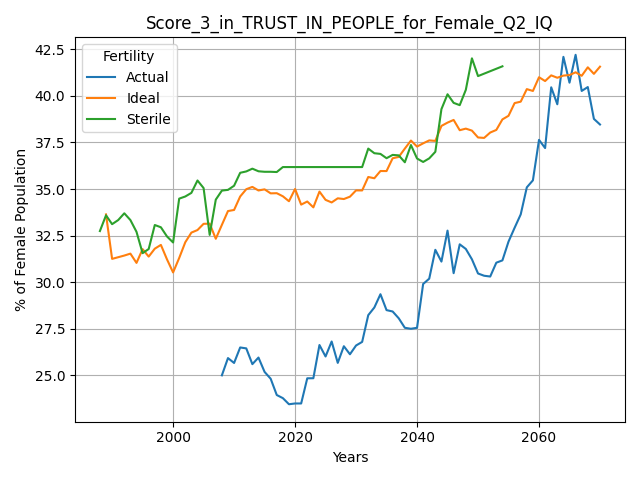 Score_3_in_TRUST_IN_PEOPLE_for_Female_Q2_IQ
% of Female Population
42.5
40.0
37.5
35.0
32.5
30.0
27.5
25.0
Fertility
Actual
Ideal
Sterile
2000 2020 2040 2060
Years